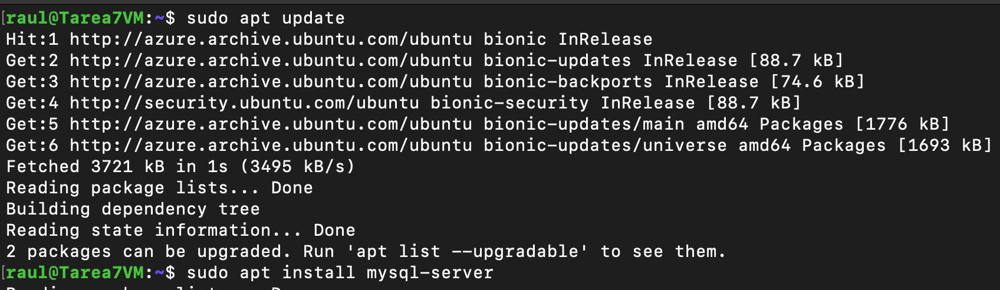 [raul@Tarea7VM:~$ sudo apt update
Hit:1 http://azure.archive.ubuntu.com/ubuntu bionic InRelease
Get:2 http://azure.archive.ubuntu.com/ubuntu bionic-updates InRelease [88.7 kB]
Get:3 http://azure.archive.ubuntu.com/ubuntu bionic-backports InRelease [74.6 kB]
Get:4 http://security.ubuntu.com/ubuntu bionic-security InRelease [88.7 kB]
Get:5 http://azure.archive.ubuntu.com/ubuntu bionic-updates/main amd64 Packages [1776 kB]
Get:6 http://azure.archive.ubuntu.com/ubuntu bionic-updates/universe amd64 Packages [1693 kB]
Fetched 3721 kB in 1s (3495 kB/s)
Reading package lists... Done
Building dependency tree
Reading state information... Done
2 packages can be upgraded. Run 'apt list --upgradable' to see them.
[raul@Tarea7VM:~$ sudo apt install mysql-server